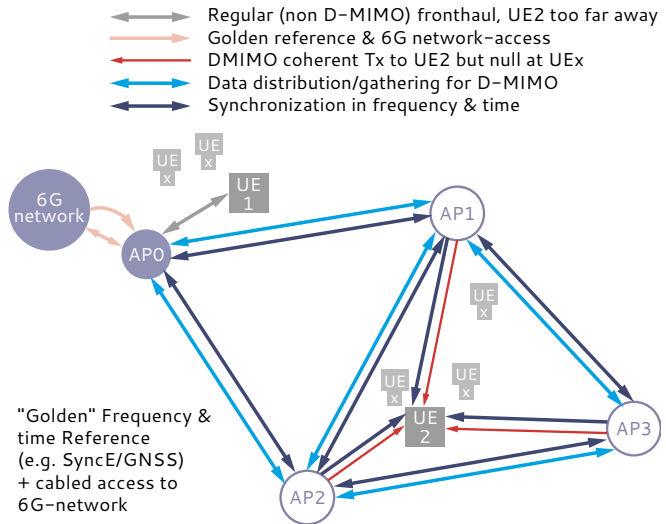 Regular (non D-MIMO) fronthaul, UE2 too far away
Golden reference & 6G network-access
DMIMO coherent Tx to UE2 but null at UEx
Data distribution/gathering for D-MIMO
Synchronization in frequency & time
UE
x
UE
x
UE
1
6G
network
AP0
AP1
UE
x
UE
x
UE
x
UE
2
AP3
AP2
"Golden" Frequency &
time Reference
(e.g. SyncE/GNSS)
+ cabled access to
6G-network